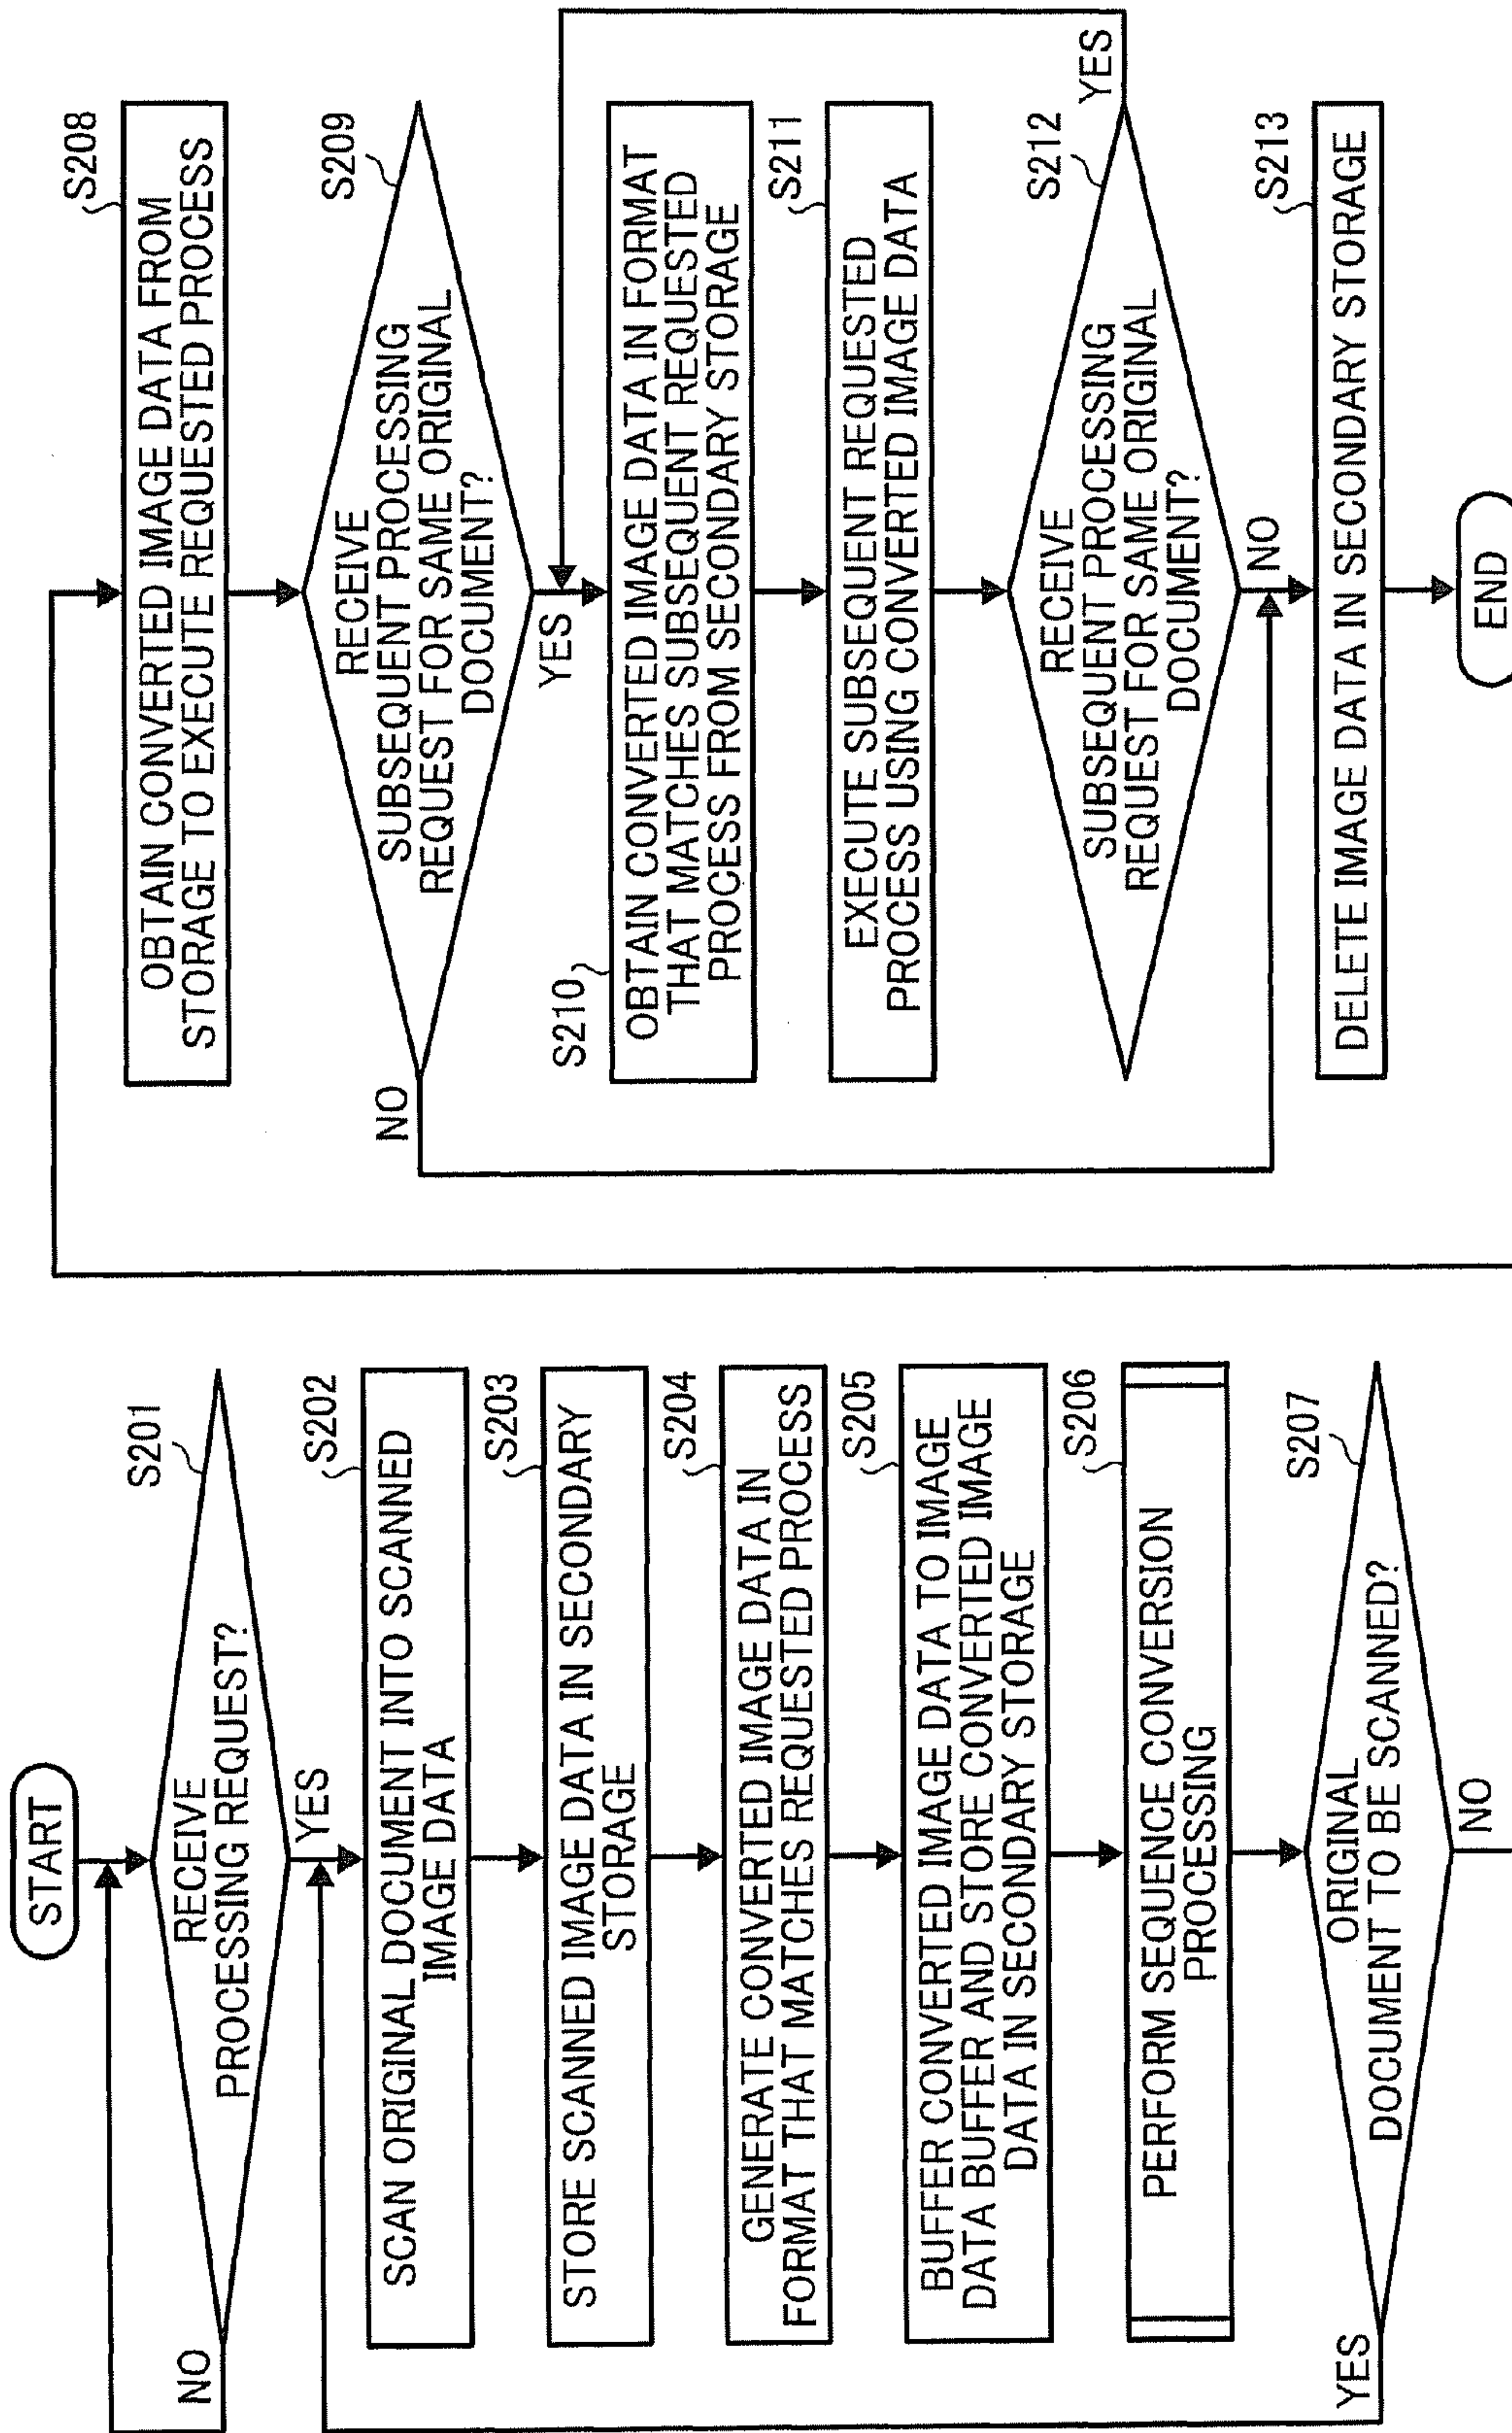 START
S201
RECEIVE
PROCESSING REQUEST?
NO
YES
S202
SCAN ORIGINAL DOCUMENT INTO SCANNED
IMAGE DATA
S203
STORE SCANNED IMAGE DATA IN SECONDARY
STORAGE
S204
GENERATE CONVERTED IMAGE DATA IN
FORMAT THAT MATCHES REQUESTED PROCESS
S205
BUFFER CONVERTED IMAGE DATA TO IMAGE
DATA BUFFER AND STORE CONVERTED IMAGE
DATA IN SECONDARY STORAGE
S206
PERFORM SEQUENCE CONVERSION
PROCESSING
S207
ORIGINAL
DOCUMENT TO BE SCANNED?
YES
NO
S208
OBTAIN CONVERTED IMAGE DATA FROM
STORAGE TO EXECUTE REQUESTED PROCESS
S209
RECEIVE
SUBSEQUENT PROCESSING
REQUEST FOR SAME ORIGINAL
DOCUMENT?
NO
YES
S210
OBTAIN CONVERTED IMAGE DATA IN FORMAT
THAT MATCHES SUBSEQUENT REQUESTED
PROCESS FROM SECONDARY STORAGE
S211
EXECUTE SUBSEQUENT REQUESTED
PROCESS USING CONVERTED IMAGE DATA
S212
RECEIVE
SUBSEQUENT PROCESSING
REQUEST FOR SAME ORIGINAL
DOCUMENT?
YES
NO
S213
DELETE IMAGE DATA IN SECONDARY STORAGE
END